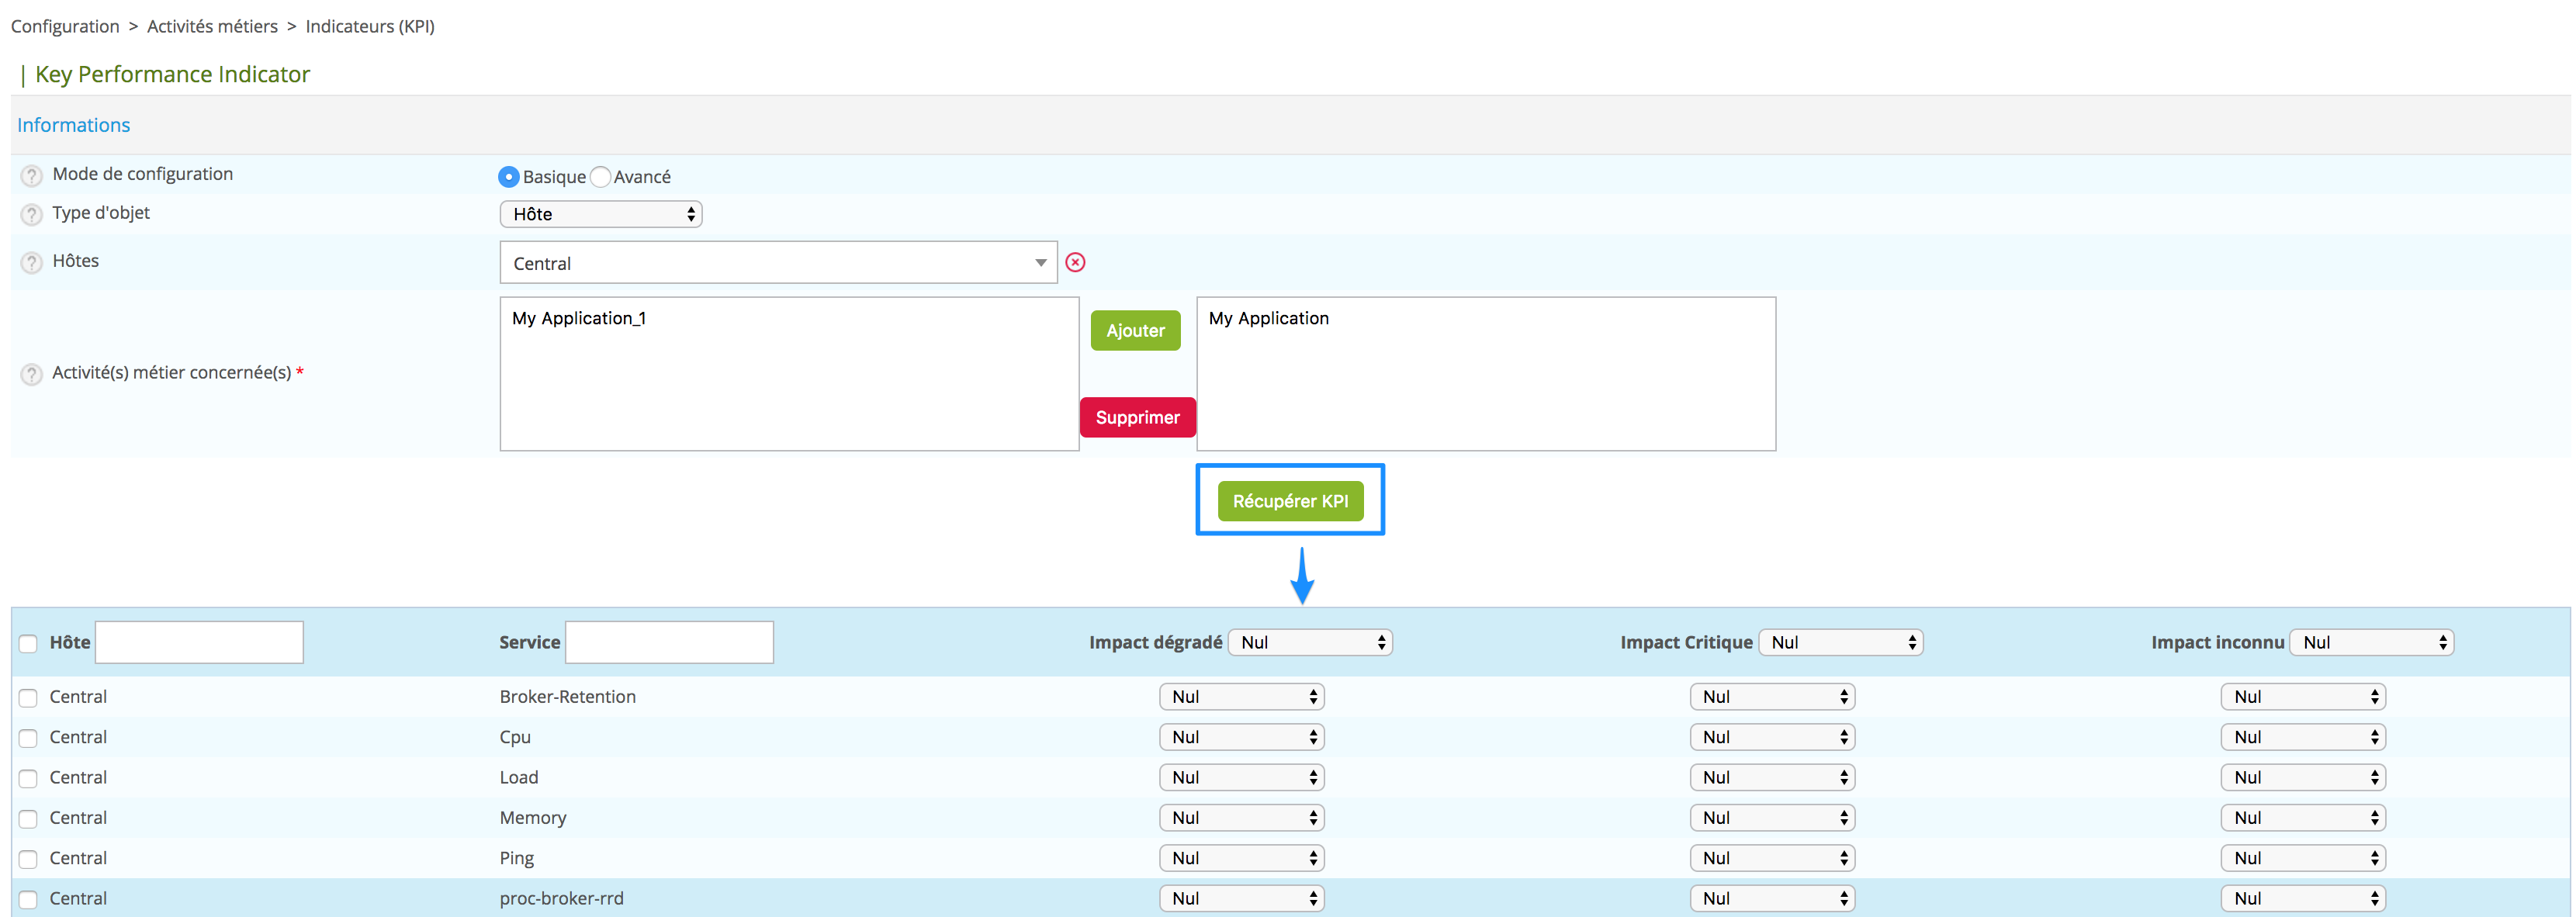 Configuration > Activités métiers > Indicateurs (KPI)
| Key Performance Indicator
Informations
? Mode de configuration Basique Avancé
? Type d'objet Hôte
? Hôtes Central
My Application_1 Ajouter My Application
? Activité(s) métier concernée(s) *
Supprimer
Récupérer KPI
Hôte Service Impact dégradé Nul Impact Critique Nul Impact inconnu Nul
Central Broker-Retention Nul Nul Nul
Central Cpu Nul Nul Nul
Central Load Nul Nul Nul
Central Memory Nul Nul Nul
Central Ping Nul Nul Nul
Central proc-broker-rrd Nul Nul Nul